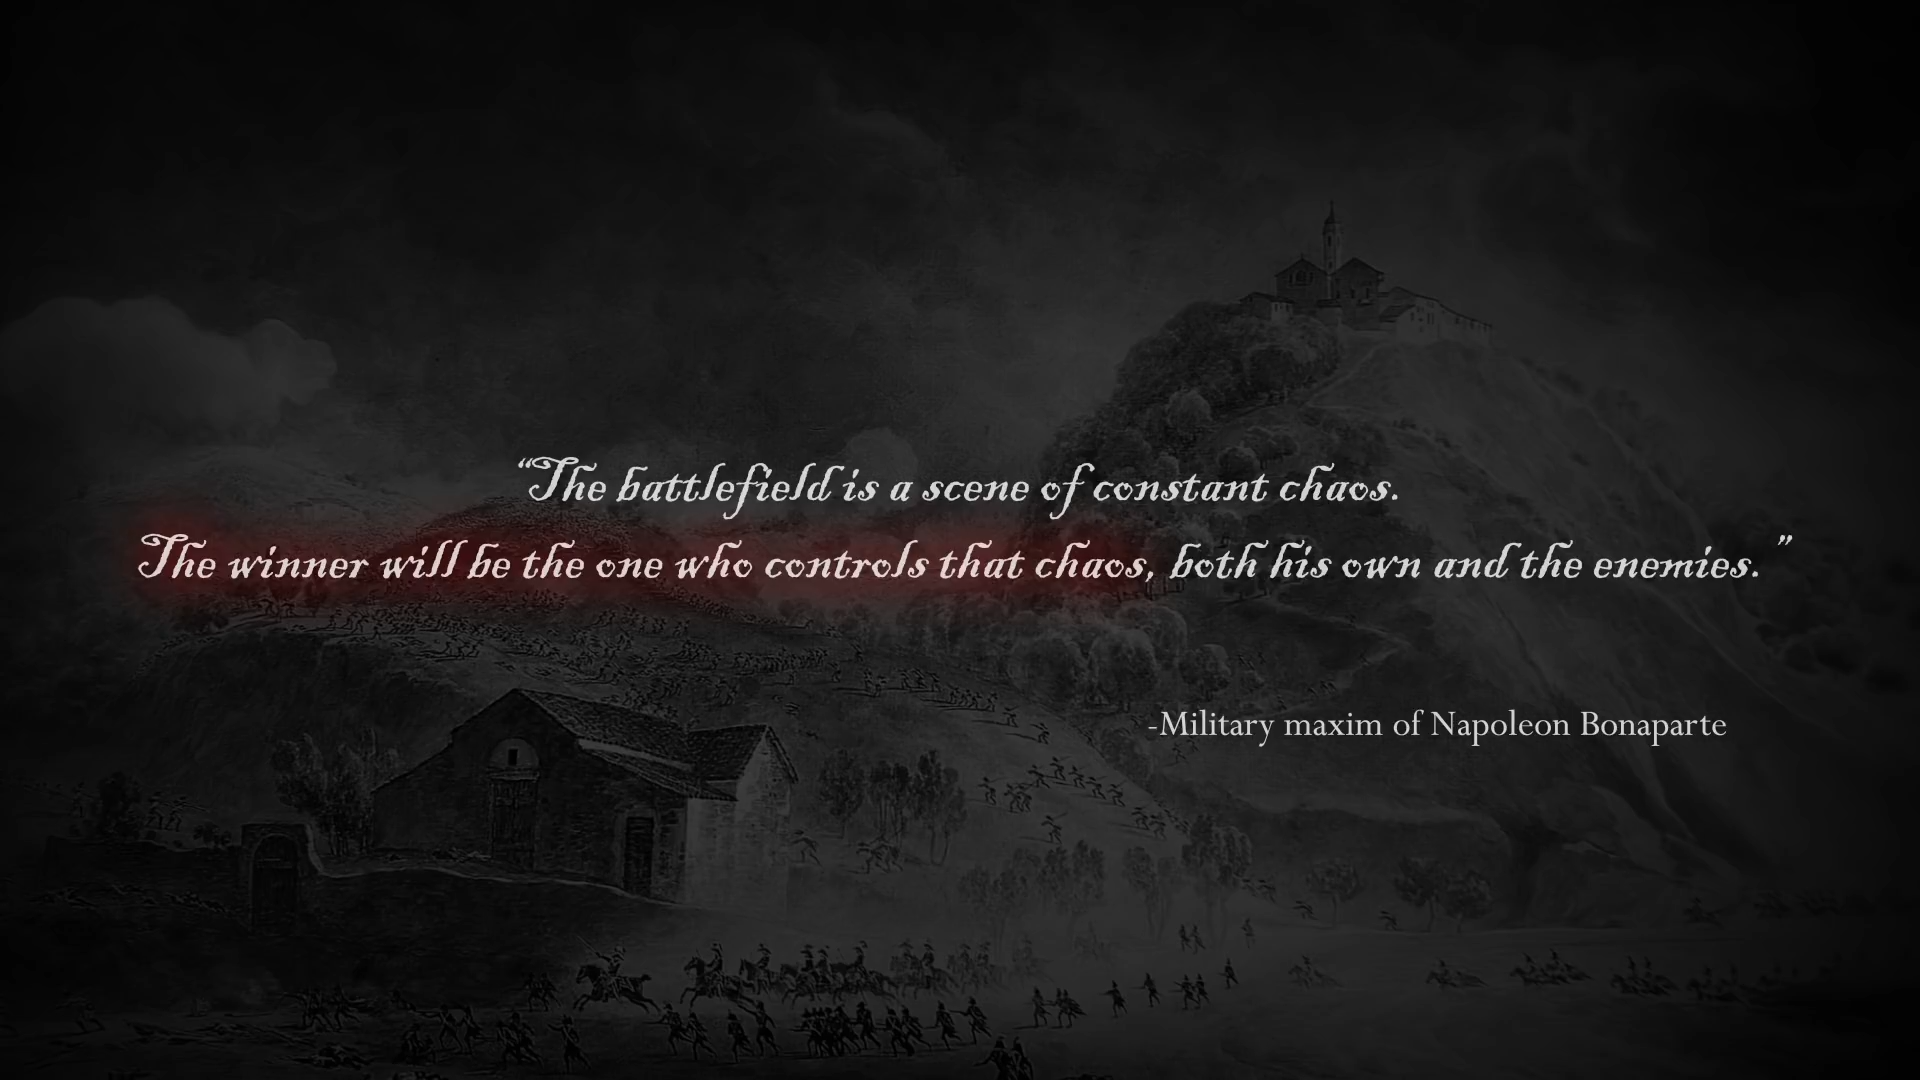 “The battlefield is a scene of constant chaos.
The winner will be the one who controls that chaos, both his own and the enemies. ”
-Military maxim of Napoleon Bonaparte